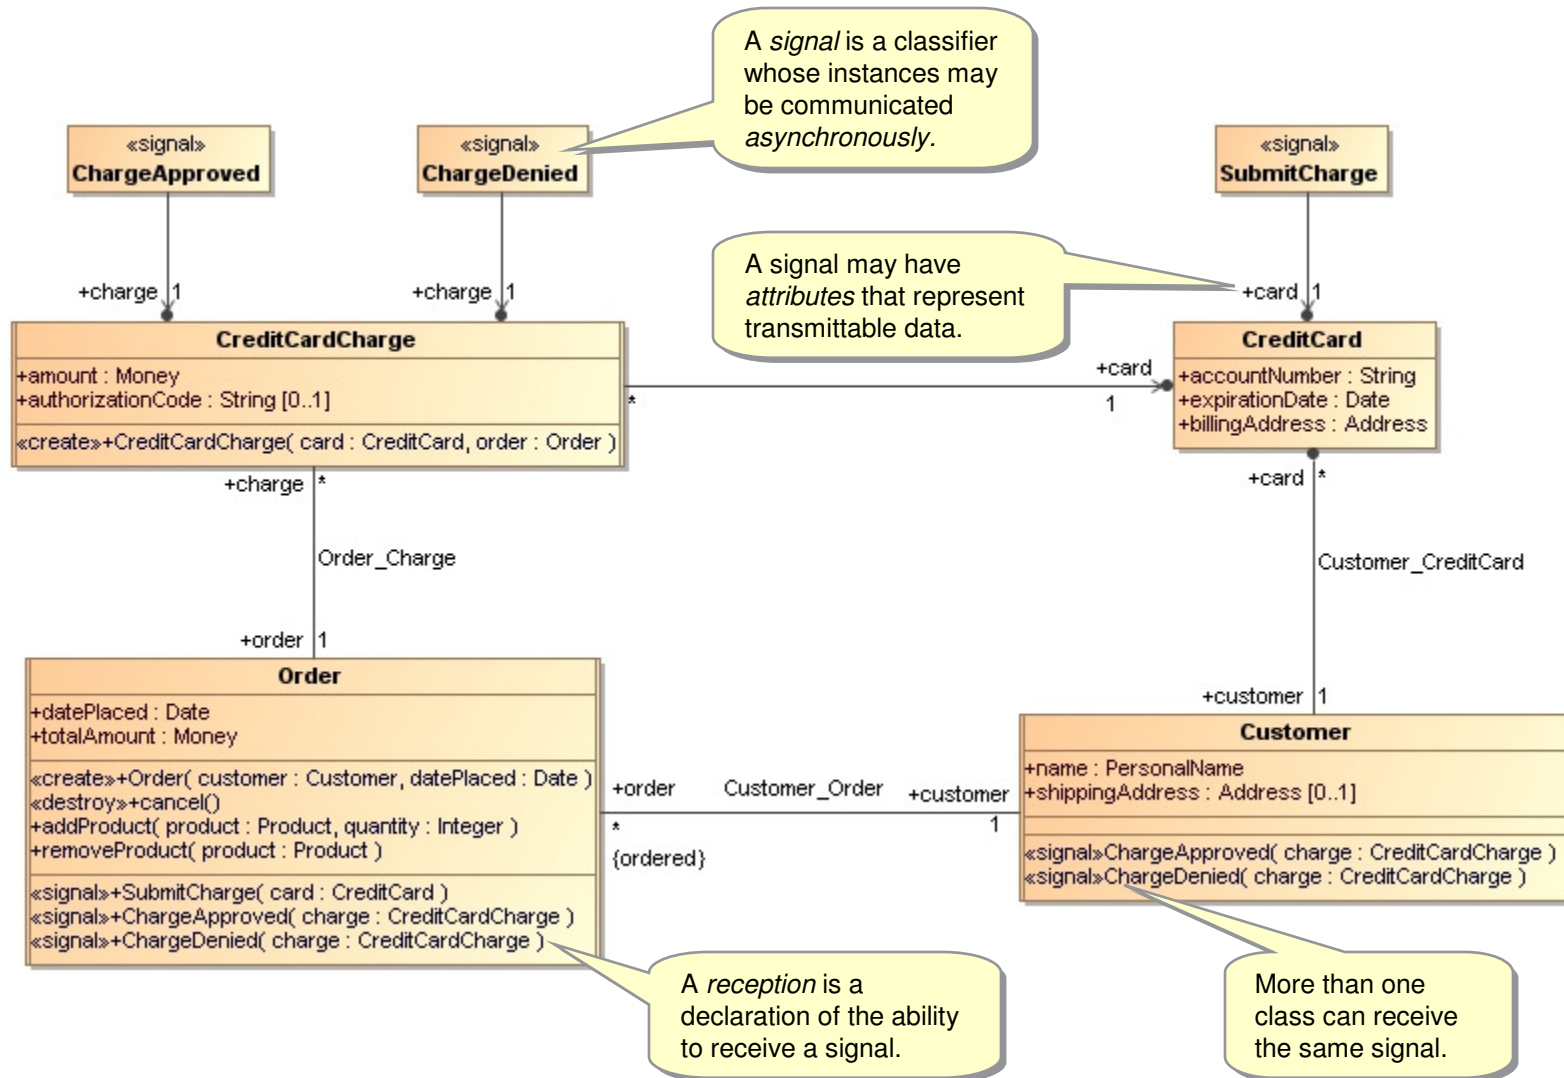 A signal is a classifier
whose instances may
be communicated
asynchronously.
«signal»
ChargeApproved
«signal»
ChargeDenied
«signal»
SubmitCharge
A signal may have
attributes that represent
transmittable data.
+charge 1
+charge 1
+card 1
CreditCardCharge
+amount : Money
+authorizationCode : String [0..1]
«create»+CreditCardCharge( card : CreditCard, order : Order )
+card
*
1
CreditCard
+accountNumber : String
+expirationDate : Date
+billingAddress : Address
+charge *
Order_Charge
+order 1
+card *
Customer_CreditCard
+customer 1
Order
+datePlaced : Date
+totalAmount : Money
«create»+Order( customer : Customer, datePlaced : Date )
«destroy»+cancel()
+addProduct( product : Product, quantity : Integer )
+removeProduct( product : Product )
«signal»+SubmitCharge( card : CreditCard )
«signal»+ChargeApproved( charge : CreditCardCharge )
«signal»+ChargeDenied( charge : CreditCardCharge )
+order Customer_Order +customer
* 1
{ordered}
Customer
+name : PersonalName
+shippingAddress : Address [0..1]
«signal»ChargeApproved( charge : CreditCardCharge )
«signal»ChargeDenied( charge : CreditCardCharge )
A reception is a
declaration of the ability
to receive a signal.
More than one
class can receive
the same signal.